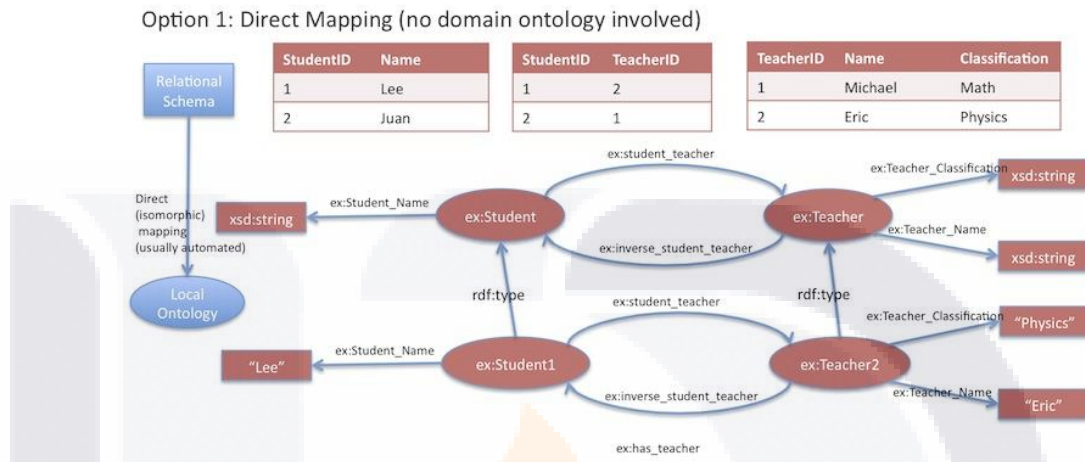 Option 1: Direct Mapping (no domain ontology involved)
StudentID Name
1 Lee
2 Juan
StudentID TeacherID
1 2
2 1
TeacherID Name Classification
1 Michael Math
2 Eric Physics
Relational
Schema
Direct
(isomorphic)
mapping
(usually automated)
Local
Ontology
ex:student_teacher
ex:Teacher_Classification
xsd:string
xsd:string
ex:Student_Name
ex:Student
ex:Teacher
ex:Teacher_Name
ex:inverse_student_teacher
xsd:string
rdf:type
rdf:type
ex:student_teacher
ex:Teacher_Classification
"Physics"
"Lee"
ex:Student_Name
ex:Student1
ex:Teacher2
ex:inverse_student_teacher
ex:Teacher_Name
"Eric"
ex:has_teacher